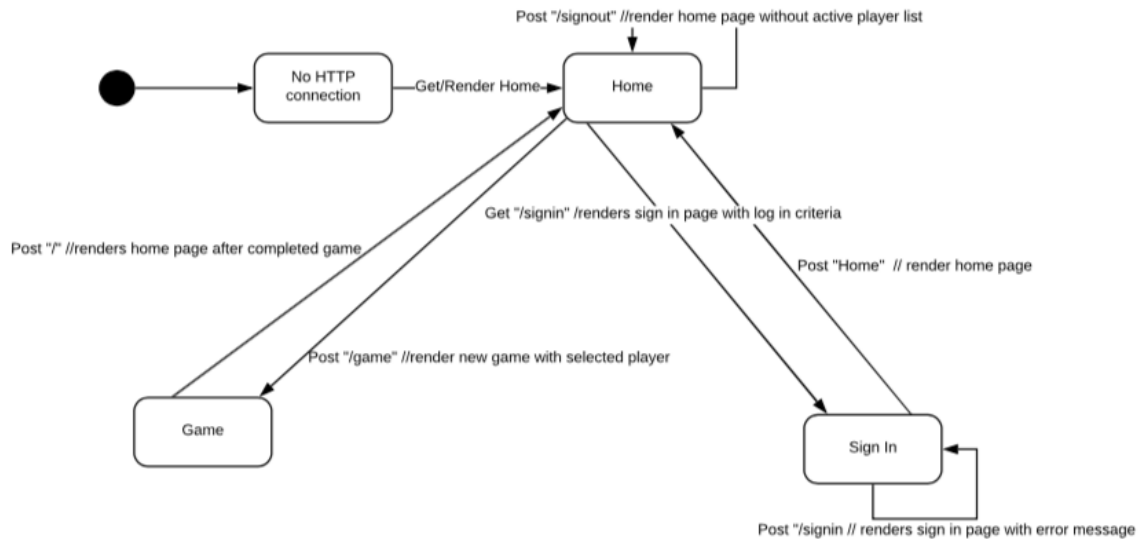 Post "/signout" //render home page without active player list
No HTTP
connection
Get/Render Home
Home
Get "/signin" /renders sign in page with log in criteria
Post "/" //renders home page after completed game
Post "Home" // render home page
Post "/game" //render new game with selected player
Game
Sign In
Post "/signin // renders sign in page with error message